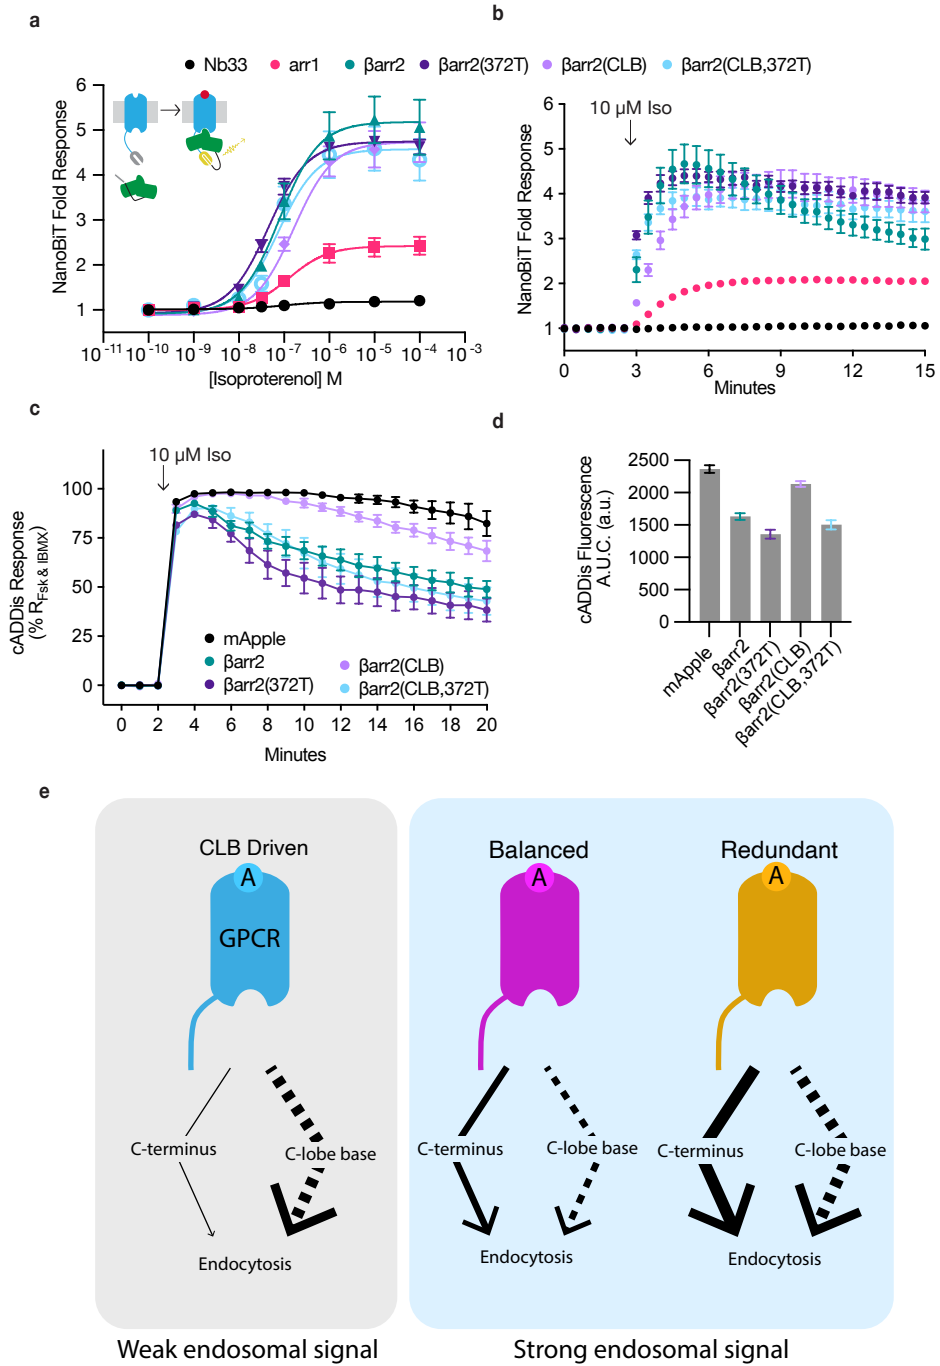 a
Nb33 arr1 βarr2 βarr2(372T) βarr2(CLB) βarr2(CLB,372T)
NanoBiT Fold Response
6
5
4
3
2
1
10⁻¹¹ 10⁻¹⁰ 10⁻⁹ 10⁻⁸ 10⁻⁷ 10⁻⁶ 10⁻⁵ 10⁻⁴ 10⁻³
[Isoproterenol] M
b
10 µM Iso
NanoBiT Fold Response
6
5
4
3
2
1
0 3 6 9 12 15
Minutes
c
10 µM Iso
cADDis Response
(% R_Fsk & IBMX)
100
75
50
25
0
mApple
βarr2
βarr2(372T)
βarr2(CLB)
βarr2(CLB,372T)
0 2 4 6 8 10 12 14 16 18 20
Minutes
d
cADDis Fluorescence
A.U.C. (a.u.)
2500
2000
1500
1000
500
0
mApple
βarr2
βarr2(372T)
βarr2(CLB)
βarr2(CLB,372T)
e
CLB Driven
A
GPCR
C-terminus
C-lobe base
Endocytosis
Weak endosomal signal
Balanced
A
C-terminus
C-lobe base
Endocytosis
Redundant
A
C-terminus
C-lobe base
Endocytosis
Strong endosomal signal